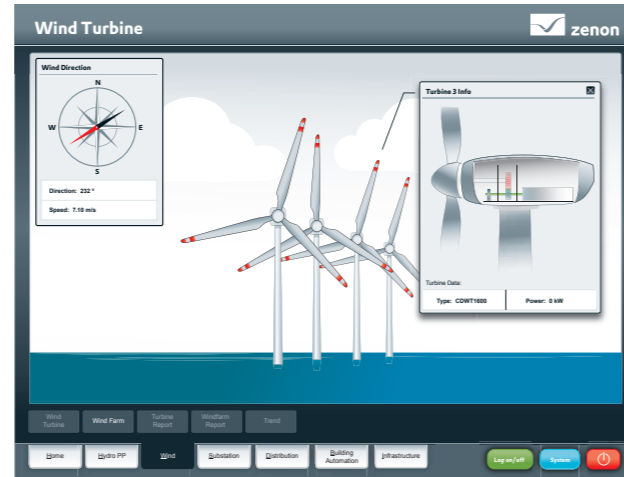 Wind Turbine
zenon
Wind Direction
N
W
E
S
Direction: 232 °
Speed: 7.10 m/s
Turbine 3 Info
Turbine Data:
Type: CDWT1600
Power: 0 kW
Wind
Turbine
Wind Farm
Turbine
Report
Windfarm
Report
Trend
Home
Hydro PP
Wind
Substation
Distribution
Building
Automation
Infrastructure
Log on/off
System